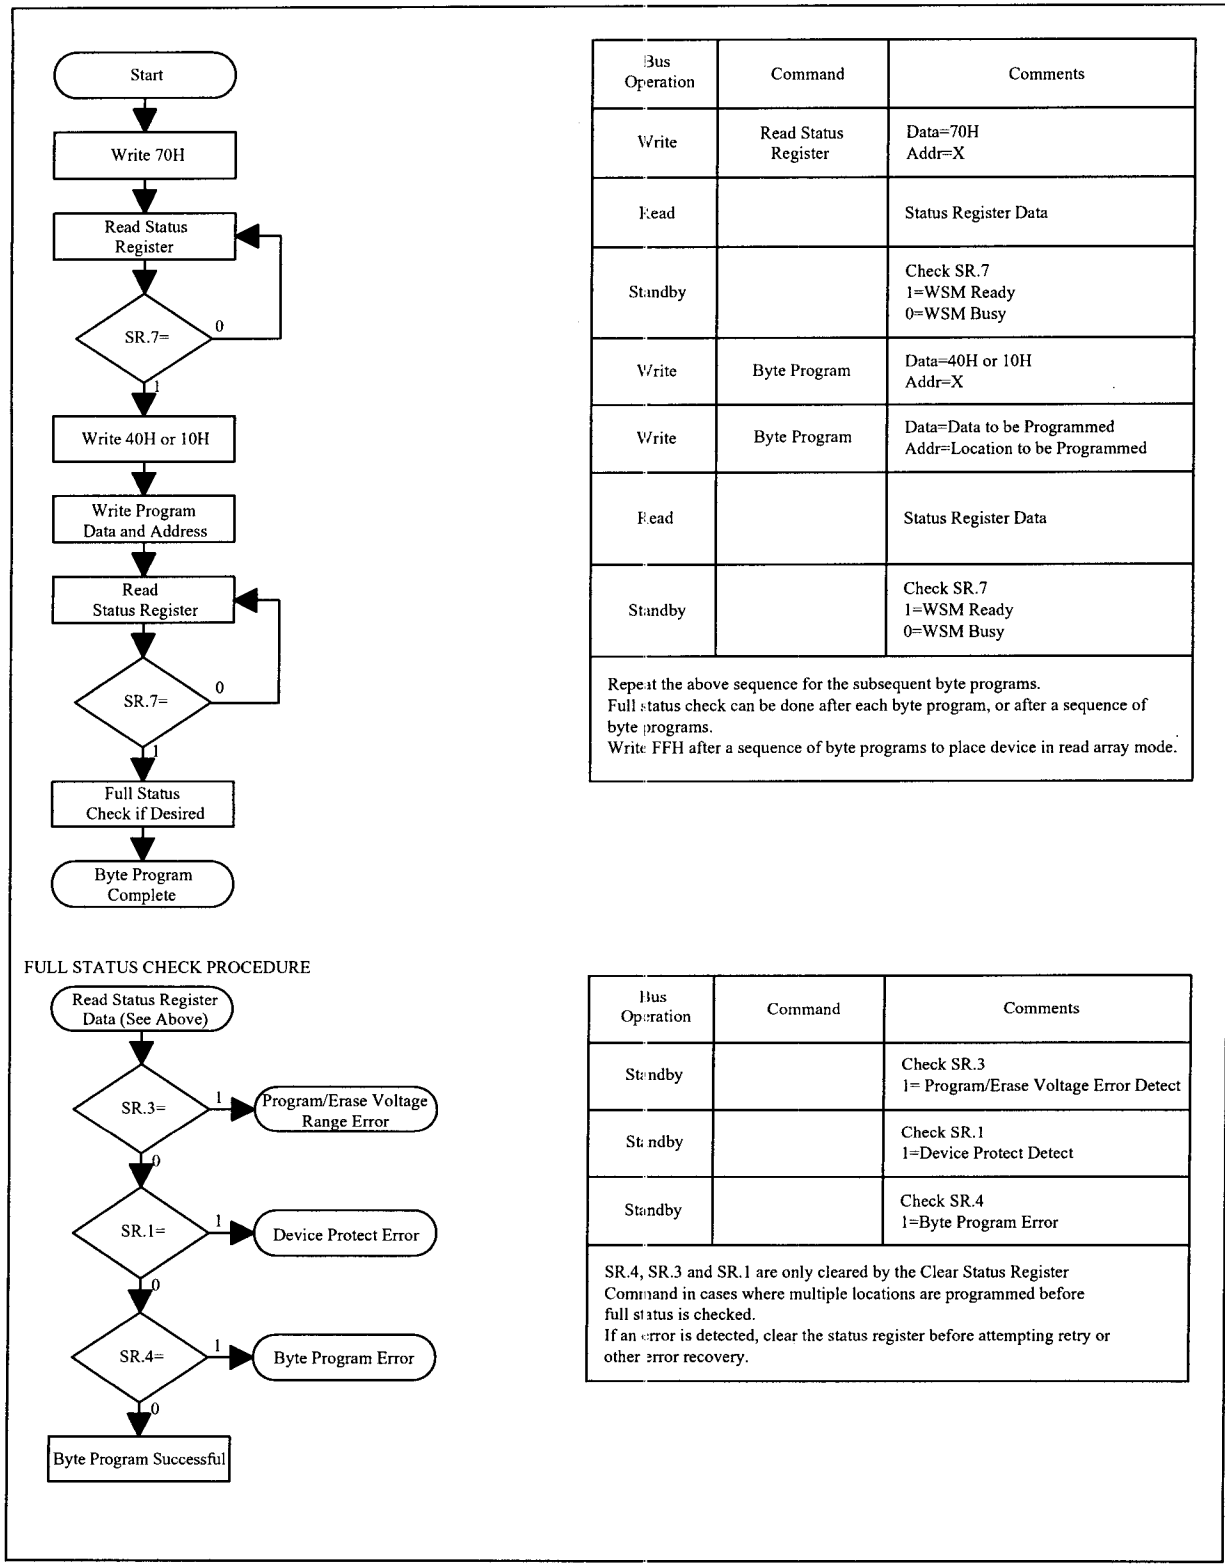 Start
Write 70H
Read Status
Register
SR.7=
0
1
Write 40H or 10H
Write Program
Data and Address
Read
Status Register
SR.7=
0
1
Full Status
Check if Desired
Byte Program
Complete
Bus
Operation
Command
Comments
Write
Read Status
Register
Data=70H
Addr=X
Read
Status Register Data
Standby
Check SR.7
1=WSM Ready
0=WSM Busy
Write
Byte Program
Data=40H or 10H
Addr=X
Write
Byte Program
Data=Data to be Programmed
Addr=Location to be Programmed
Read
Status Register Data
Standby
Check SR.7
1=WSM Ready
0=WSM Busy
Repeat the above sequence for the subsequent byte programs.
Full status check can be done after each byte program, or after a sequence of
byte programs.
Write FFH after a sequence of byte programs to place device in read array mode.
FULL STATUS CHECK PROCEDURE
Read Status Register
Data (See Above)
SR.3=
1
Program/Erase Voltage
Range Error
0
SR.1=
1
Device Protect Error
0
SR.4=
1
Byte Program Error
0
Byte Program Successful
Bus
Operation
Command
Comments
Standby
Check SR.3
1= Program/Erase Voltage Error Detect
Standby
Check SR.1
1=Device Protect Detect
Standby
Check SR.4
1=Byte Program Error
SR.4, SR.3 and SR.1 are only cleared by the Clear Status Register
Command in cases where multiple locations are programmed before
full status is checked.
If an error is detected, clear the status register before attempting retry or
other error recovery.